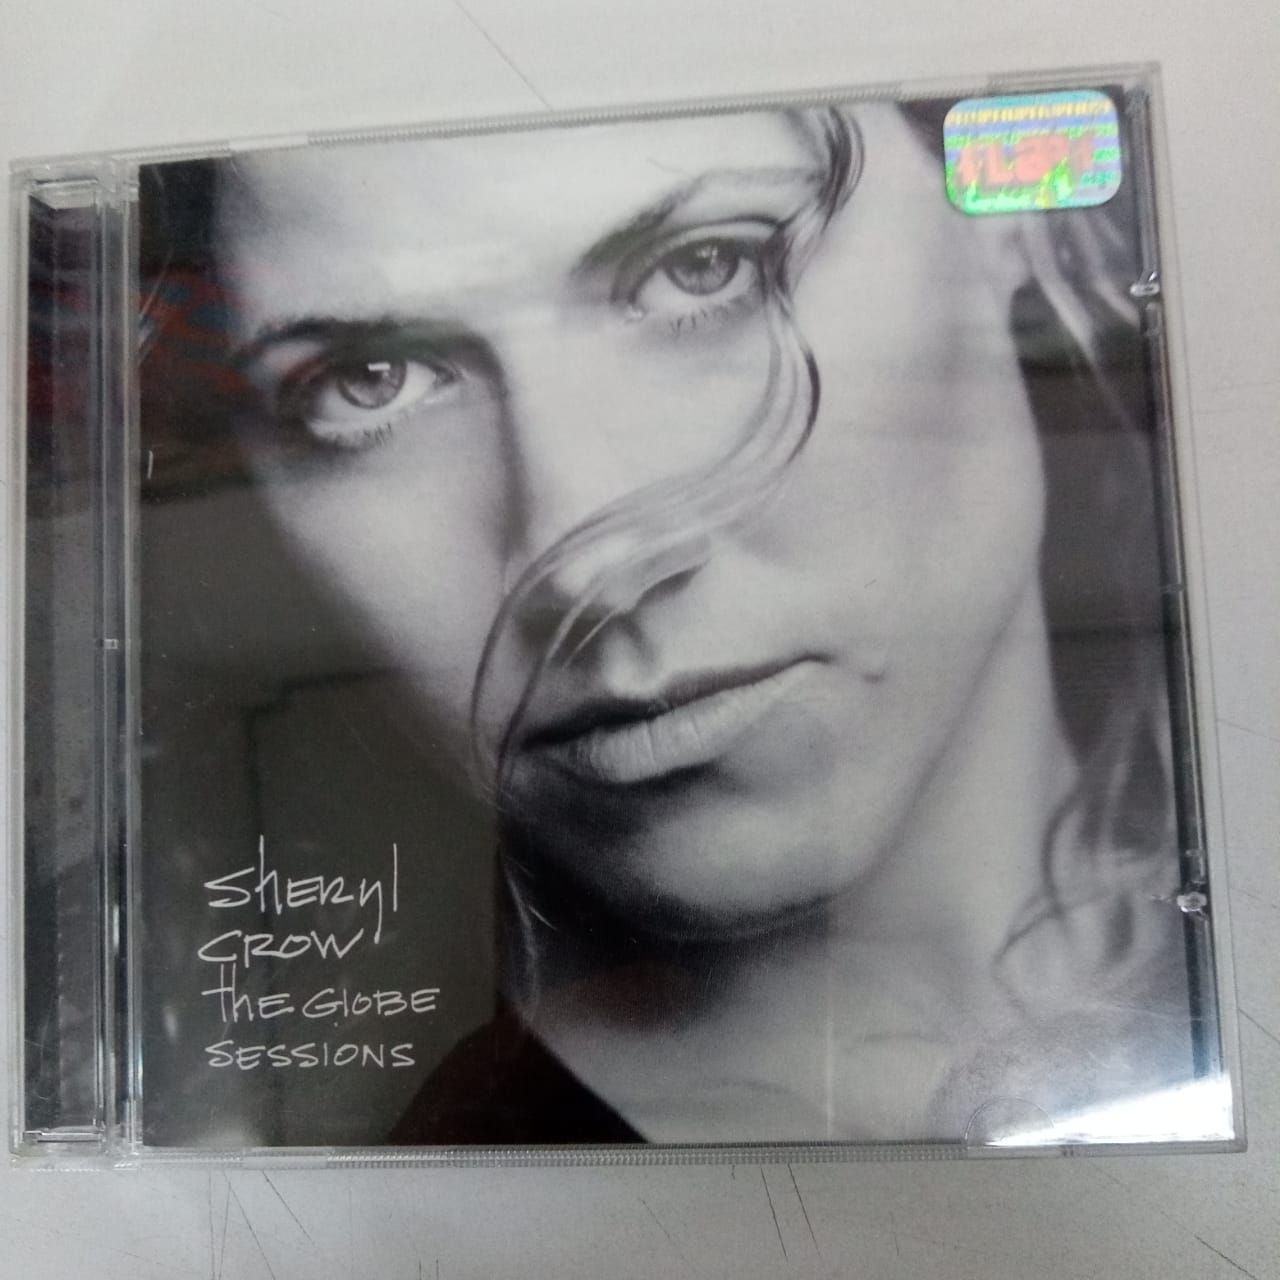 Sheryl
CROW
the GlOBE
SESSIONS